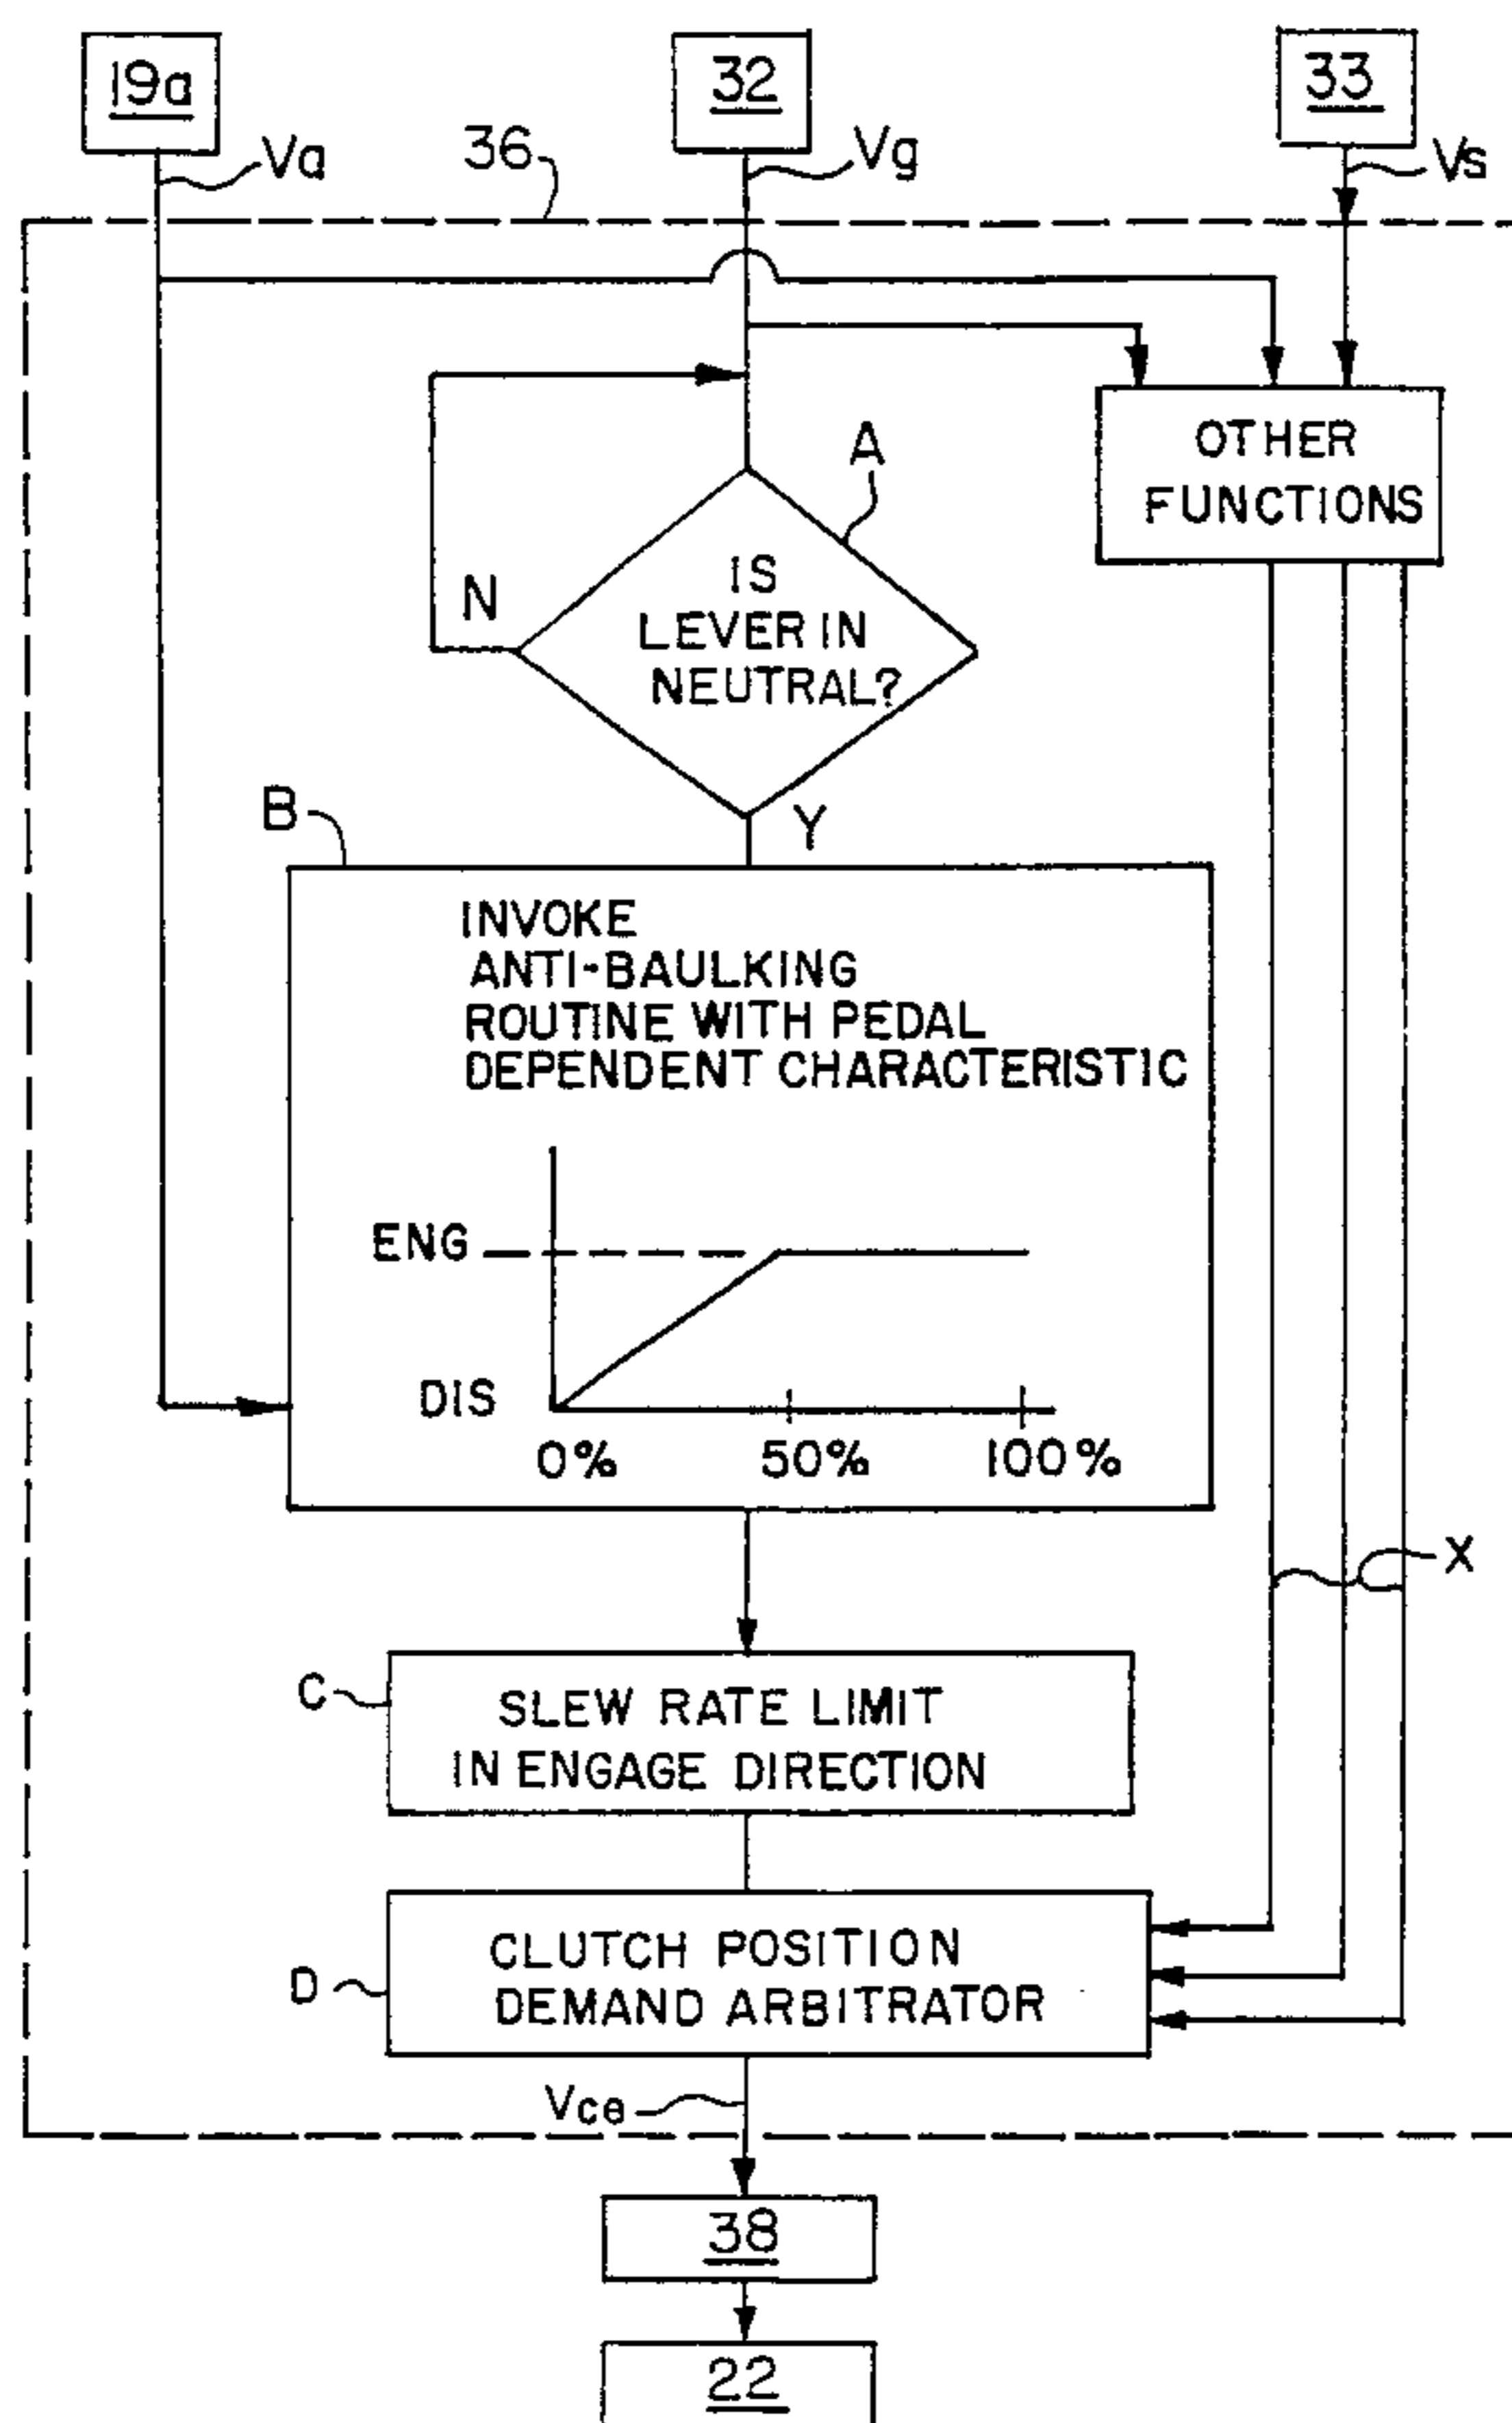 19a
32
33
Va
36
Vg
Vs
A
OTHER
FUNCTIONS
N
IS
LEVER IN
NEUTRAL?
B
Y
INVOKE
ANTI-BAULKING
ROUTINE WITH PEDAL
DEPENDENT CHARACTERISTIC
ENG
DIS
0%
50%
100%
X
C
SLEW RATE LIMIT
IN ENGAGE DIRECTION
D
CLUTCH POSITION
DEMAND ARBITRATOR
Vce
38
22